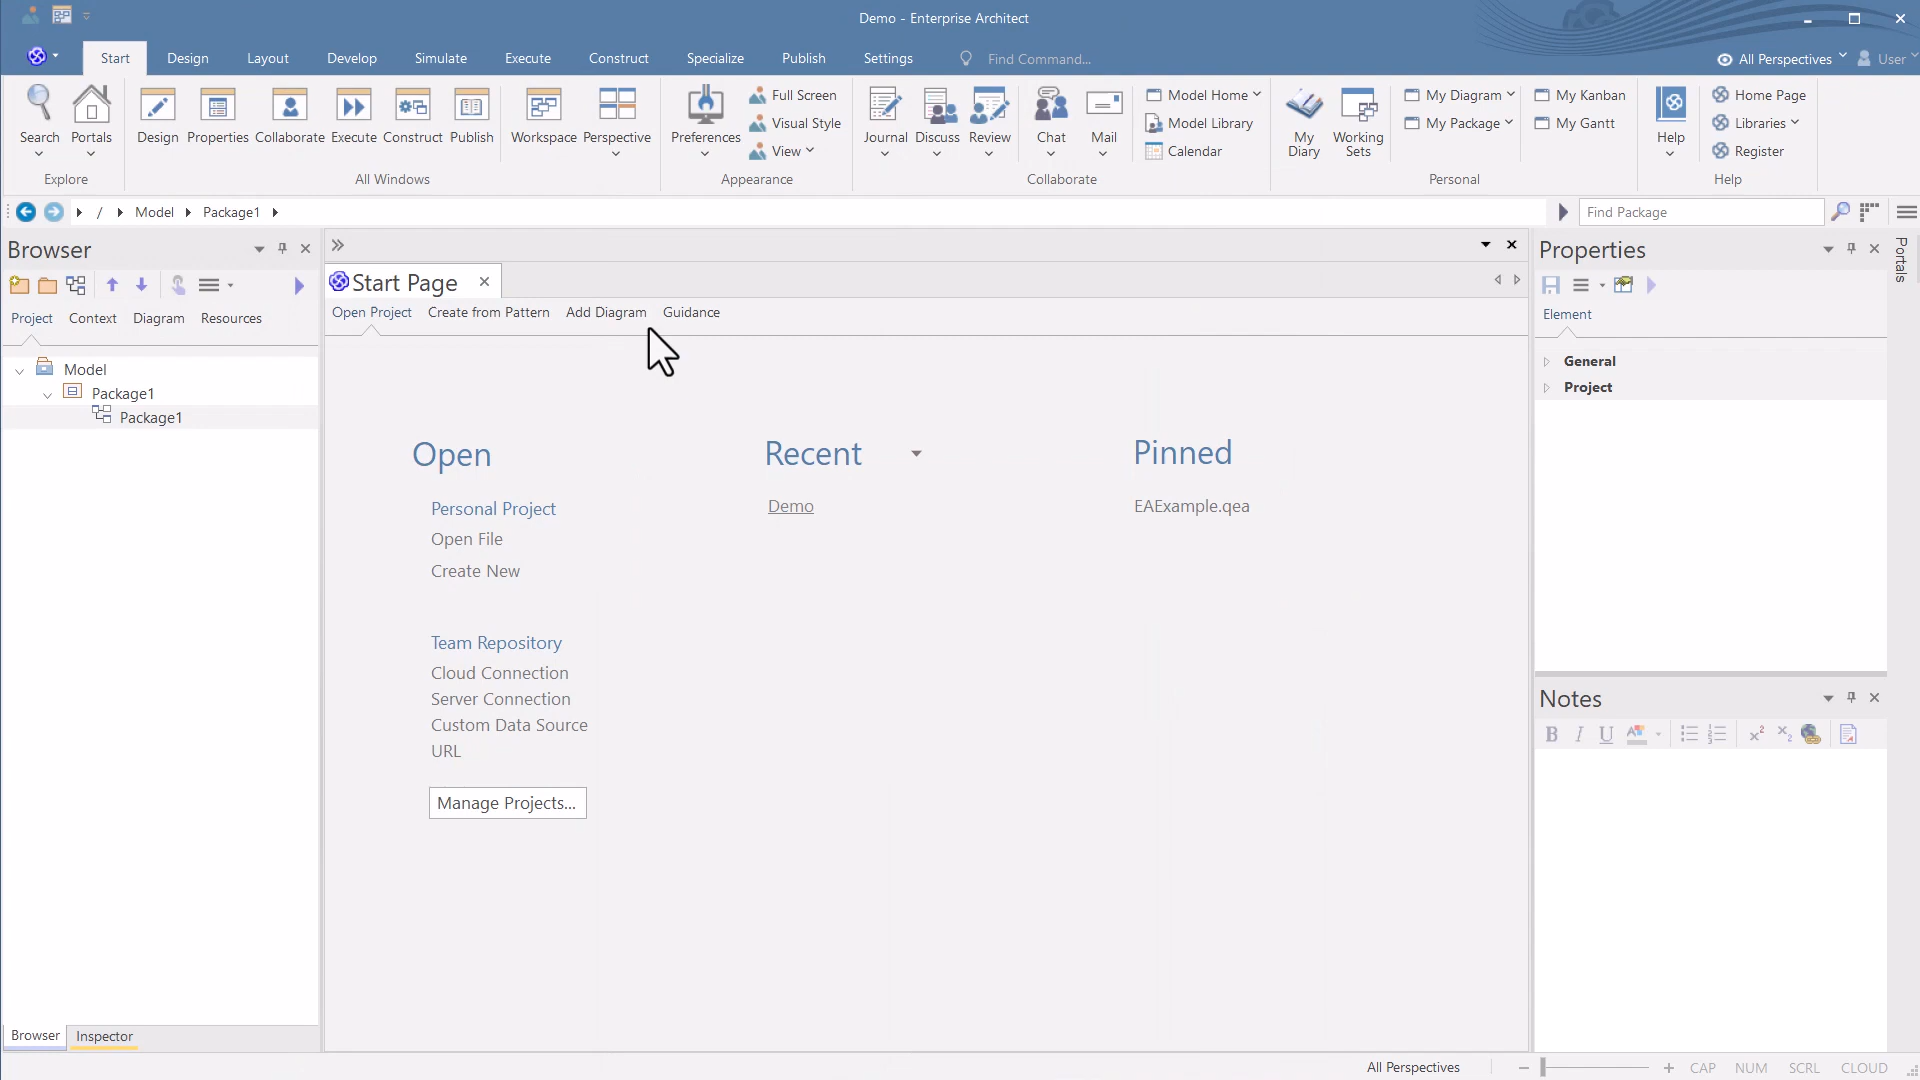 Demo - Enterprise Architect
Start Design Layout Develop Simulate Execute Construct Specialize Publish Settings Find Command... All Perspectives User
Search Portals Design Properties Collaborate Execute Construct Publish Workspace Perspective Preferences Full Screen Journal Discuss Review Chat Mail Model Home My Diary Working Sets My Diagram My Kanban Help Home Page
Visual Style Model Library My Package My Gantt Libraries
View Calendar Register
Explore All Windows Appearance Collaborate Personal Help
/ Model Package1 Find Package
Browser
Project Context Diagram Resources
Model
Package1
Package1
Browser Inspector
Start Page
Open Project Create from Pattern Add Diagram Guidance
Open
Personal Project
Open File
Create New
Team Repository
Cloud Connection
Server Connection
Custom Data Source
URL
Manage Projects...
Recent
Demo
Pinned
EAExample.qea
Properties
Element
General
Project
Notes
B I U
Portals
All Perspectives CAP NUM SCRL CLOUD